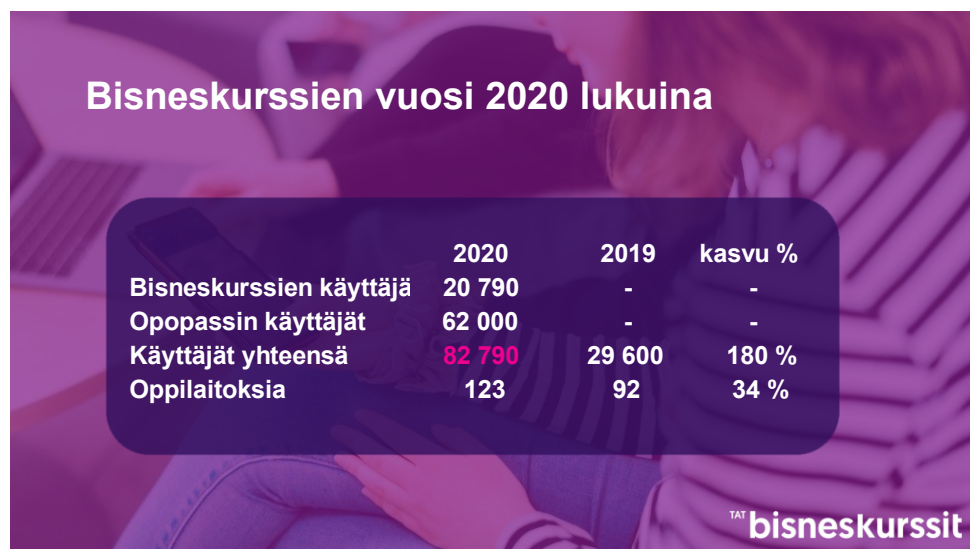 Bisneskurssien vuosi 2020 lukuina
2020 2019 kasvu %
Bisneskurssien käyttäjä 20 790 - -
Opopassin käyttäjät 62 000 - -
Käyttäjät yhteensä 82 790 29 600 180 %
Oppilaitoksia 123 92 34 %
TAT bisneskurssit